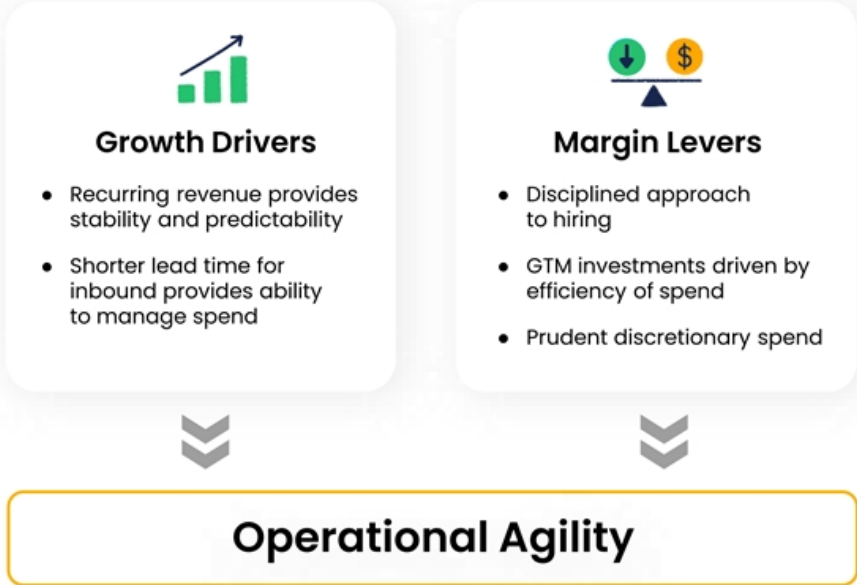 $
Growth Drivers
• Recurring revenue provides
stability and predictability
• Shorter lead time for
inbound provides ability
to manage spend
Margin Levers
• Disciplined approach
to hiring
• GTM investments driven by
efficiency of spend
• Prudent discretionary spend
Operational Agility